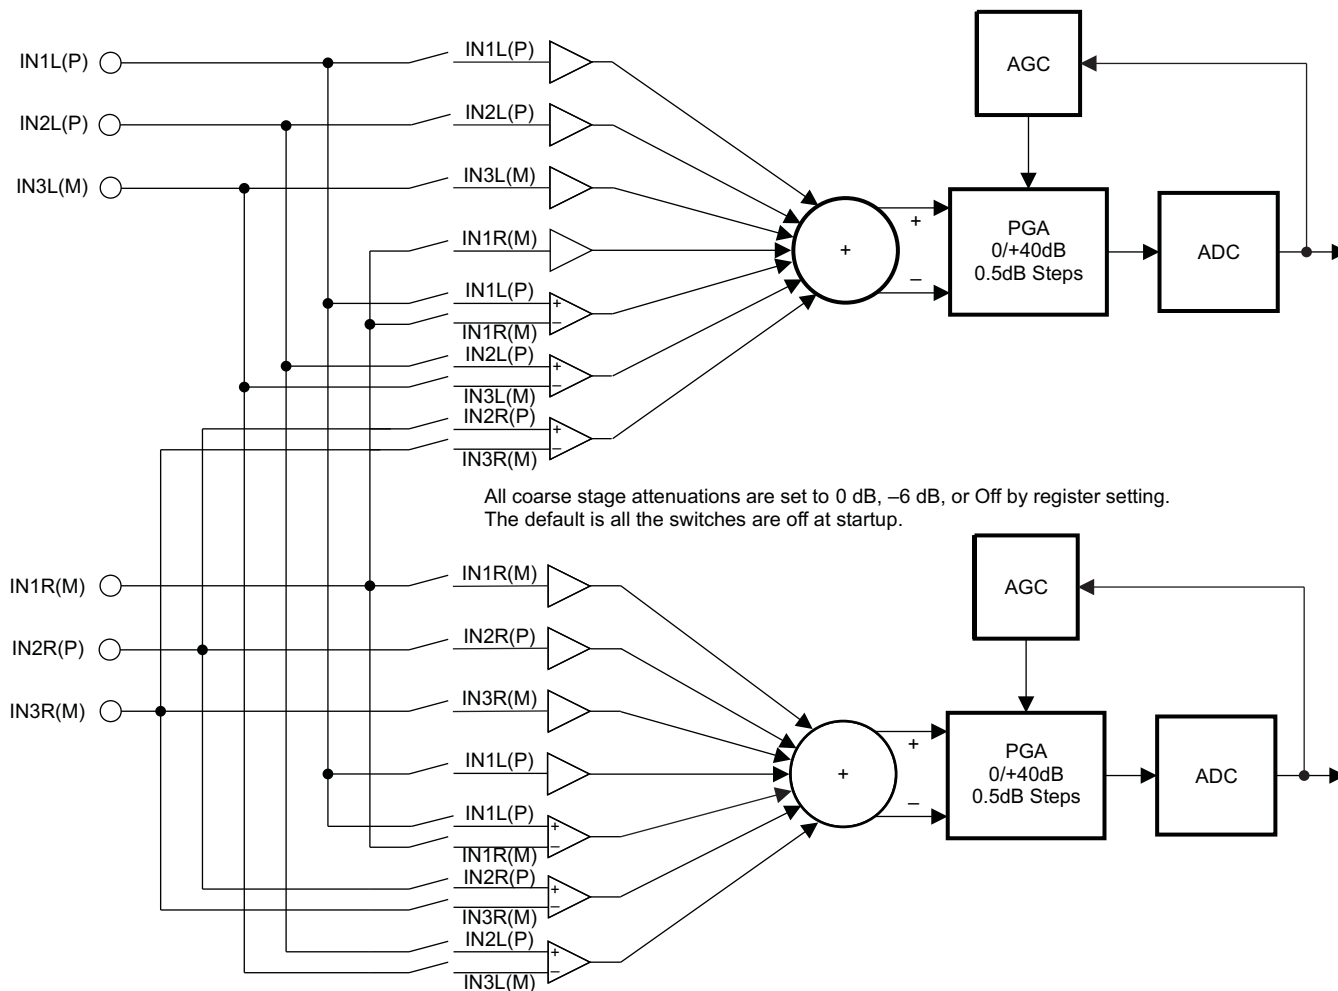 IN1L(P)
IN2L(P)
IN3L(M)
IN1L(P)
IN2L(P)
IN3L(M)
IN1R(M)
IN1L(P)
+
–
IN1R(M)
IN2L(P)
+
–
IN3L(M)
IN2R(P)
+
–
IN3R(M)
+
+
–
AGC
PGA
0/+40dB
0.5dB Steps
ADC
All coarse stage attenuations are set to 0 dB, –6 dB, or Off by register setting.
The default is all the switches are off at startup.
IN1R(M)
IN2R(P)
IN3R(M)
IN1R(M)
IN2R(P)
IN3R(M)
IN1L(P)
IN1L(P)
+
–
IN1R(M)
IN2R(P)
+
–
IN3R(M)
IN2L(P)
+
–
IN3L(M)
+
+
–
AGC
PGA
0/+40dB
0.5dB Steps
ADC